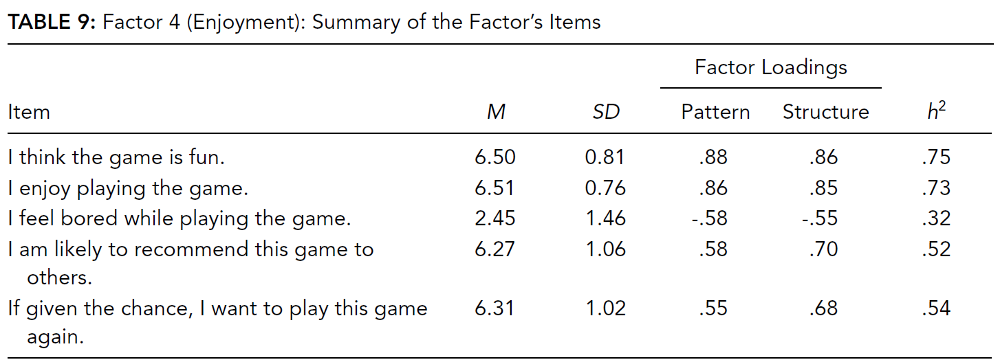 TABLE 9: Factor 4 (Enjoyment): Summary of the Factor’s Items
Factor Loadings
Item M SD Pattern Structure h²
I think the game is fun. 6.50 0.81 .88 .86 .75
I enjoy playing the game. 6.51 0.76 .86 .85 .73
I feel bored while playing the game. 2.45 1.46 -.58 -.55 .32
I am likely to recommend this game to 6.27 1.06 .58 .70 .52
others.
If given the chance, I want to play this game 6.31 1.02 .55 .68 .54
again.